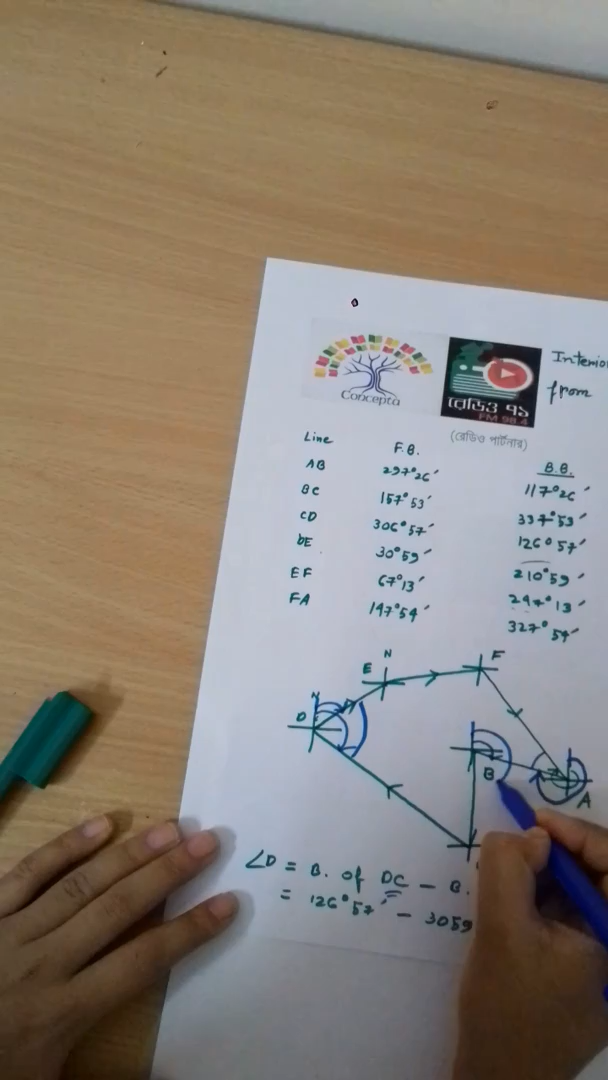 Concepta
রেডিও ৭১
FM 98.4
(রেডিও পার্টনার)
from
Line F.B. B.B.
AB 297°26′ 117°26′
BC 157°53′ 337°53′
CD 306°57′ 126°57′
DE 30°59′ 210°59′
EF 67°13′ 247°13′
FA 147°54′ 327°54′
N
E
F
N
D
B
A
∠D = B. of DC - B.
= 126°57′ - 3059